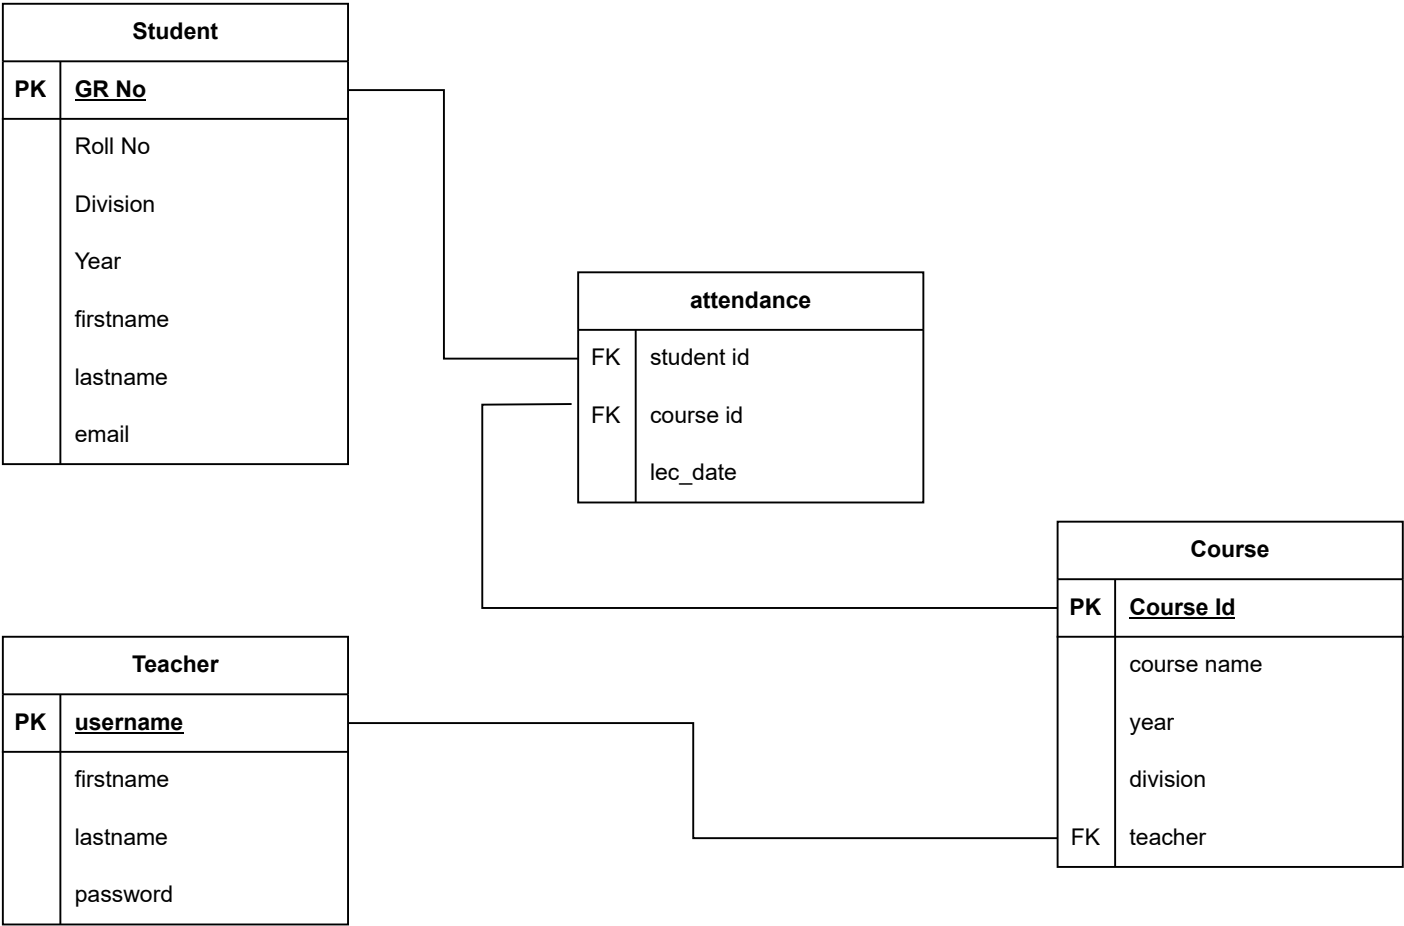 Student
PK GR No
Roll No
Division
Year
firstname
lastname
email
attendance
FK student id
FK course id
lec_date
Course
PK Course Id
course name
year
division
FK teacher
Teacher
PK username
firstname
lastname
password